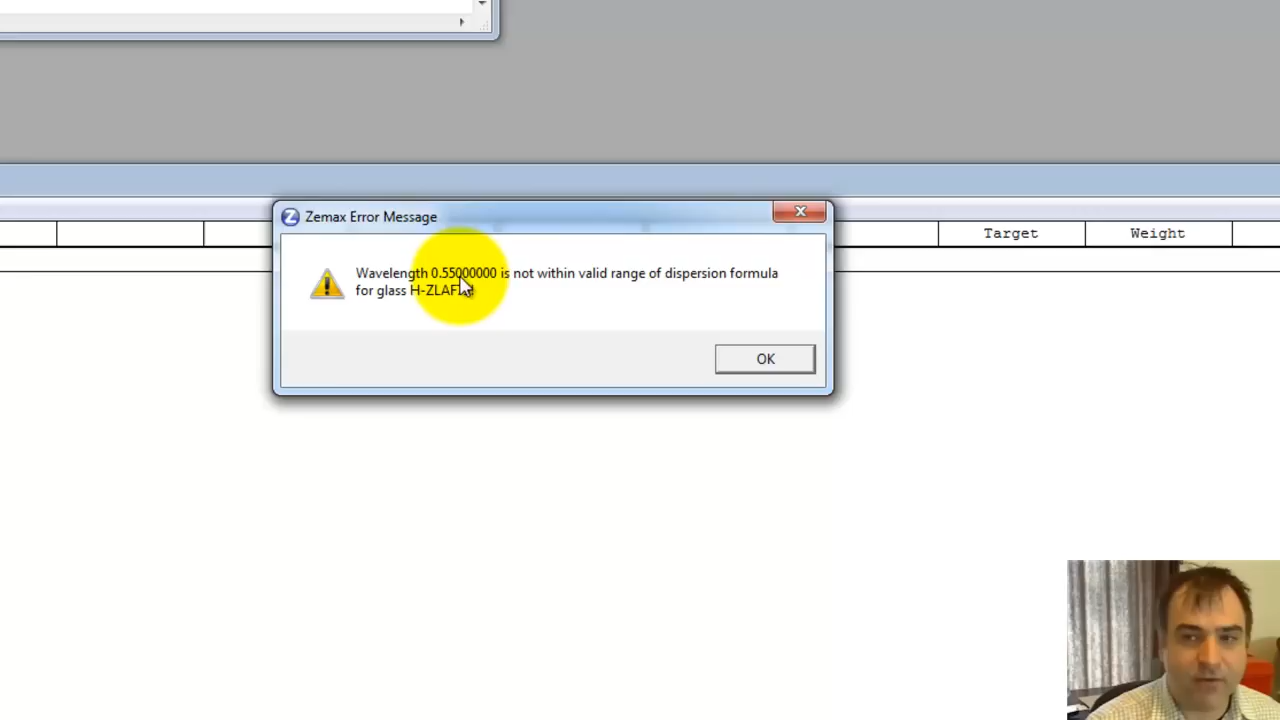 Zemax Error Message
Target
Weight
Wavelength 0.55000000 is not within valid range of dispersion formula
for glass
OK